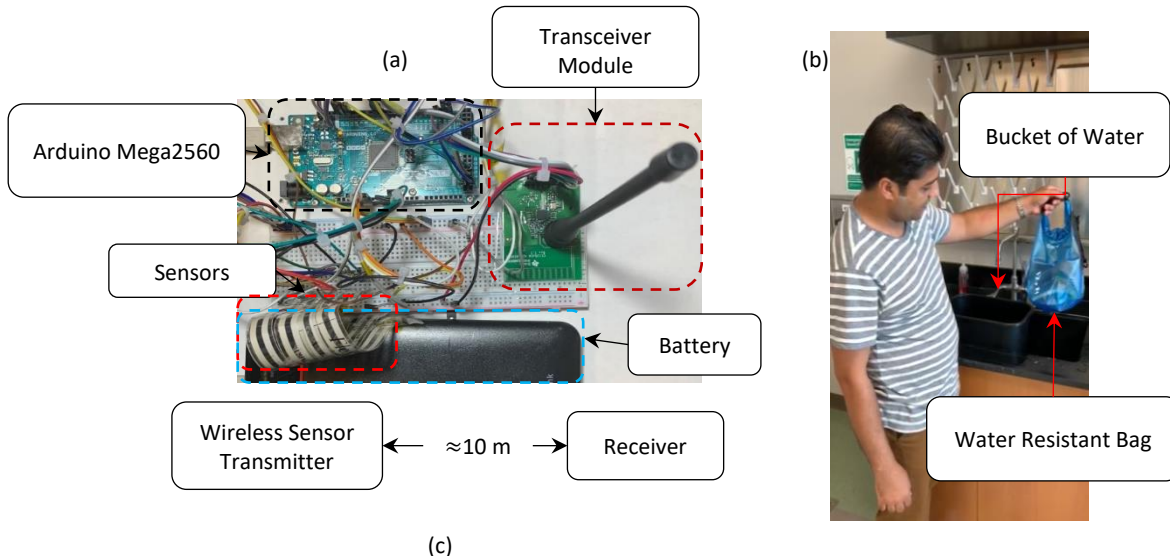 (a)
Transceiver
Module
(b)
Arduino Mega2560
Bucket of Water
Sensors
Battery
Wireless Sensor
Transmitter
≈10 m
Receiver
Water Resistant Bag
(c)